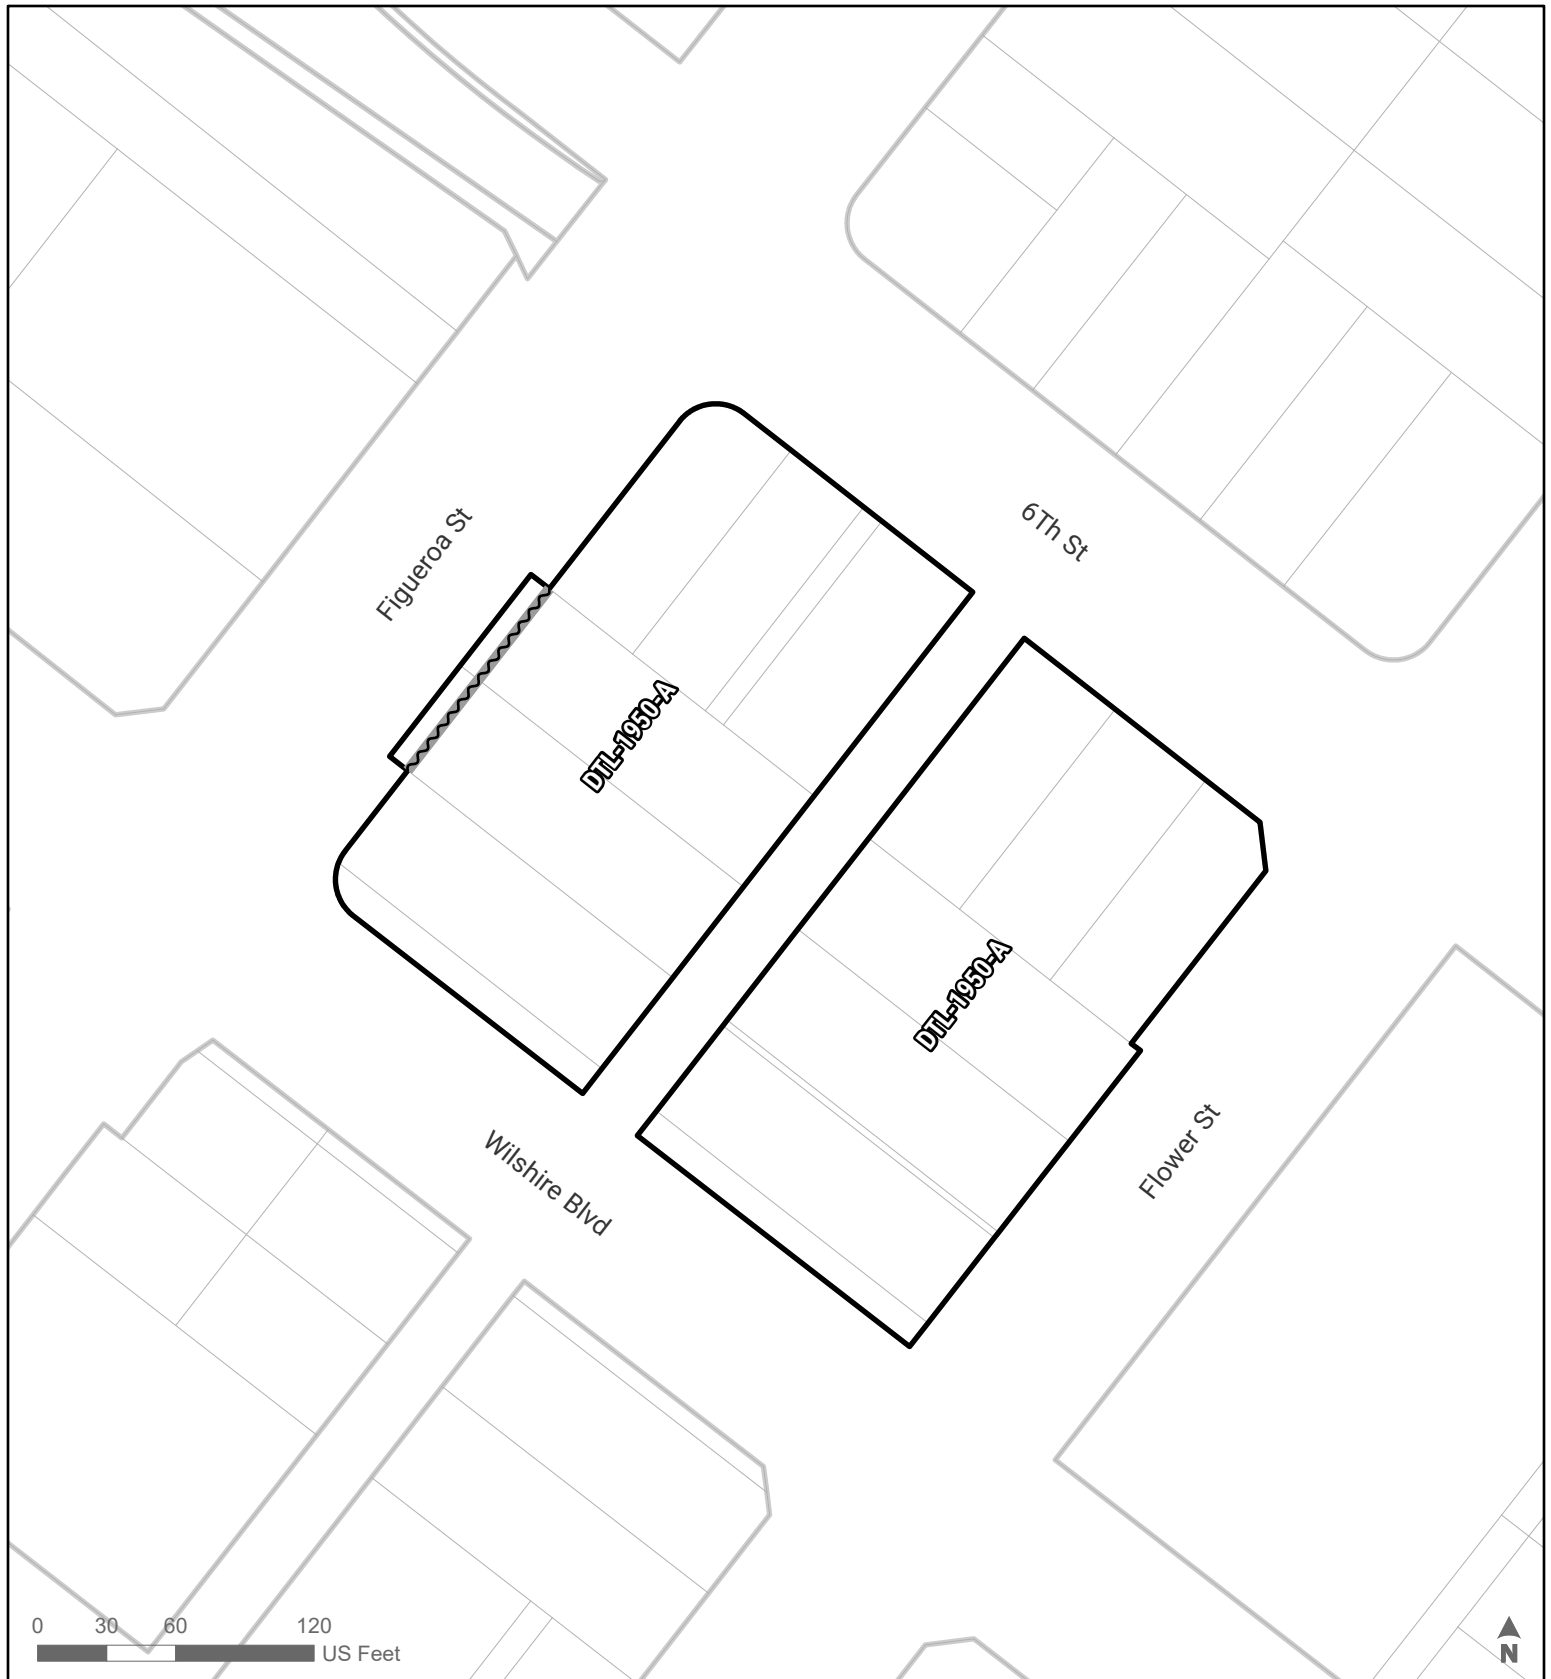 6Th St
Figueroa St
DTL-1950-A
DTL-1950-A
Flower St
Wilshire Blvd
0 30 60 120
US Feet
N